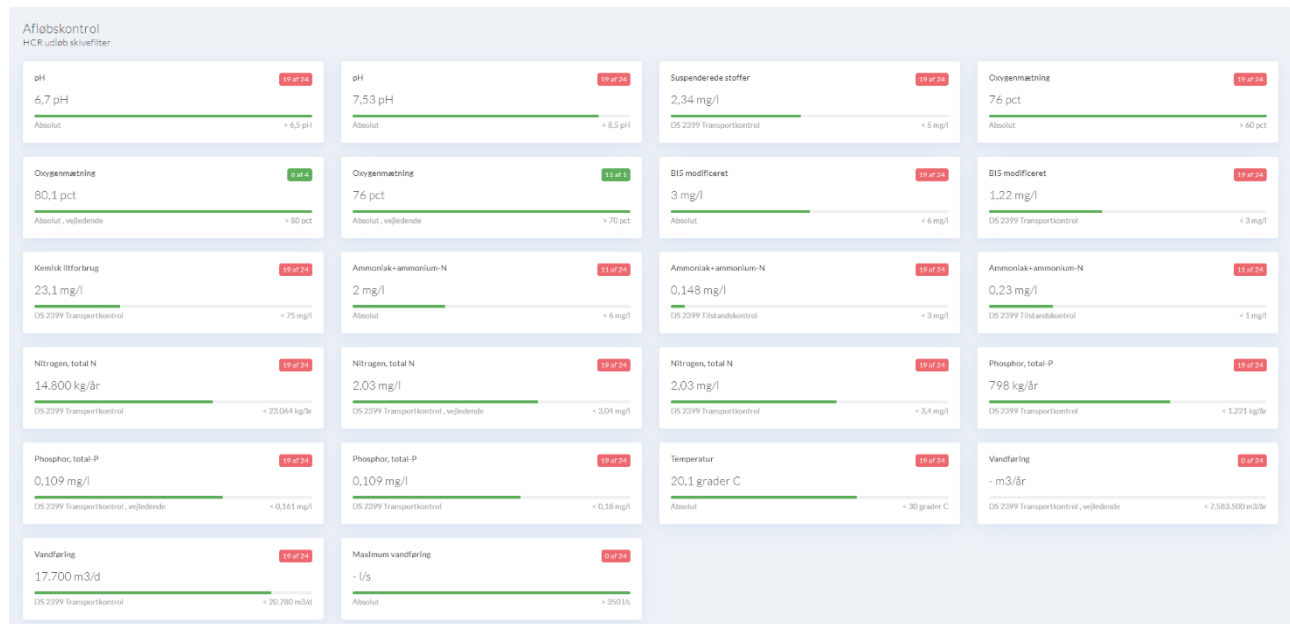 Afløbskontrol
HCR udløb skivefilter
pH
19 af 24
6,7 pH
Absolut
> 6,5 pH
pH
19 af 24
7,53 pH
Absolut
< 8,5 pH
Suspenderede stoffer
19 af 24
2,34 mg/l
DS 2399 Transportkontrol
< 5 mg/l
Oxygenmætning
19 af 24
76 pct
Absolut
> 60 pct
Oxygenmætning
0 af 4
80,1 pct
Absolut , vejledende
> 80 pct
Oxygenmætning
11 af 1
76 pct
Absolut , vejledende
> 70 pct
BI5 modificeret
19 af 24
3 mg/l
Absolut
< 6 mg/l
BI5 modificeret
19 af 24
1,22 mg/l
DS 2399 Transportkontrol
< 3 mg/l
Kemisk iltforbrug
19 af 24
23,1 mg/l
DS 2399 Transportkontrol
< 75 mg/l
Ammoniak+ammonium-N
11 af 24
2 mg/l
Absolut
< 6 mg/l
Ammoniak+ammonium-N
19 af 24
0,148 mg/l
DS 2399 Tilstandskontrol
< 3 mg/l
Ammoniak+ammonium-N
11 af 24
0,23 mg/l
DS 2399 Tilstandskontrol
< 1 mg/l
Nitrogen, total N
19 af 24
14.800 kg/år
DS 2399 Transportkontrol
< 23.064 kg/år
Nitrogen, total N
19 af 24
2,03 mg/l
DS 2399 Transportkontrol , vejledende
< 3,04 mg/l
Nitrogen, total N
19 af 24
2,03 mg/l
DS 2399 Transportkontrol
< 3,4 mg/l
Phosphor, total-P
19 af 24
798 kg/år
DS 2399 Transportkontrol
< 1.221 kg/år
Phosphor, total-P
19 af 24
0,109 mg/l
DS 2399 Transportkontrol , vejledende
< 0,161 mg/l
Phosphor, total-P
19 af 24
0,109 mg/l
DS 2399 Transportkontrol
< 0,18 mg/l
Temperatur
19 af 24
20,1 grader C
Absolut
< 30 grader C
Vandføring
0 af 24
- m3/år
DS 2399 Transportkontrol , vejledende
< 7.583.500 m3/år
Vandføring
19 af 24
17.700 m3/d
DS 2399 Transportkontrol
< 20.780 m3/d
Maximum vandføring
0 af 24
- l/s
Absolut
> 350 l/s